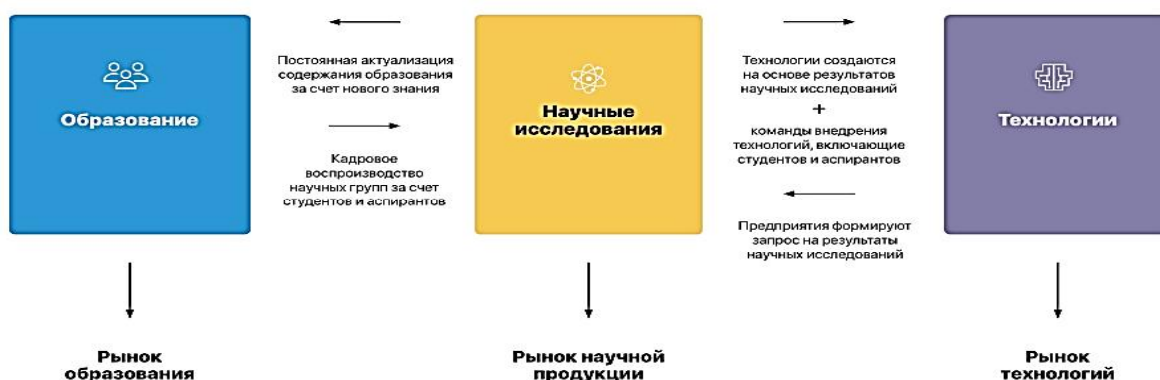 Образование
Постоянная актуализация
содержания образования
за счет нового знания
Кадровое
воспроизводство
научных групп за счет
студентов и аспирантов
Научные
исследования
Технологии создаются
на основе результатов
научных исследований
+
команды внедрения
технологий, включающие
студентов и аспирантов
Предприятия формируют
запрос на результаты
научных исследований
Технологии
Рынок
образования
Рынок научной
продукции
Рынок
технологий